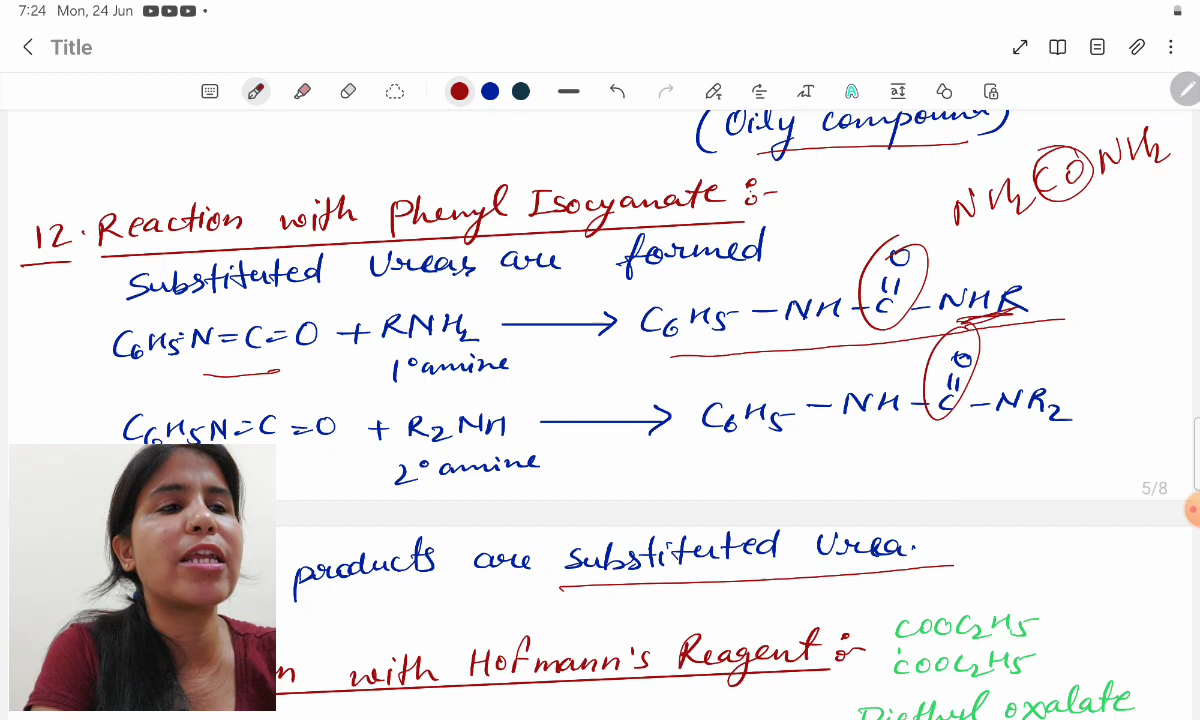 7:24 Mon, 24 Jun
Title
(Oily compound)
NH2CONH2
12. Reaction with Phenyl Isocyanate :-
Substituted Ureas are formed
C6H5N=C=O + RNH2 ⟶ C6H5-NH-C-NHR
O
1° amine
C6H5N=C=O + R2NH ⟶ C6H5-NH-C-NR2
O
2° amine
5/8
products are substituted Urea.
n with Hofmann's Reagent :-
COOC2H5
COOC2H5
Diethyl oxalate